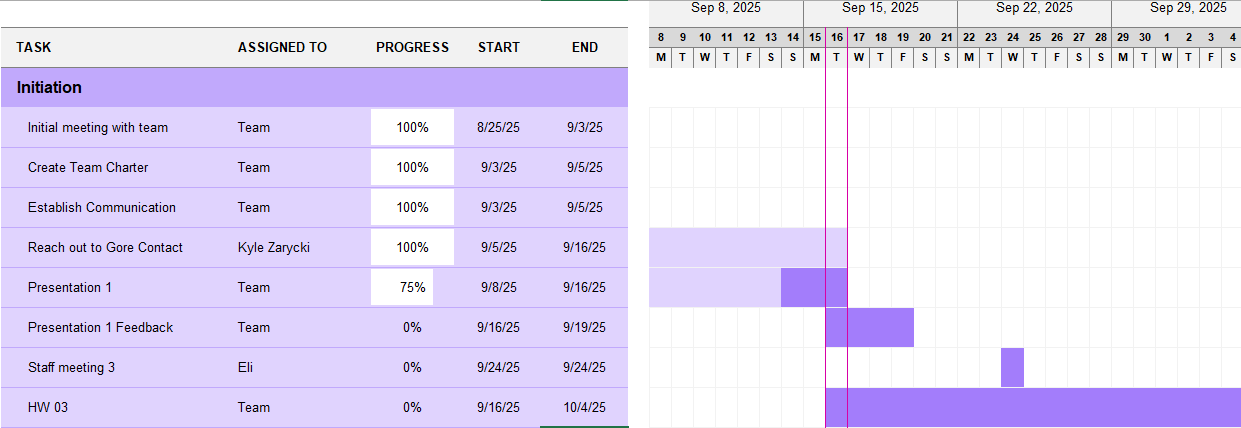 Sep 8, 2025 Sep 15, 2025 Sep 22, 2025 Sep 29, 2025
TASK ASSIGNED TO PROGRESS START END 8 9 10 11 12 13 14 15 16 17 18 19 20 21 22 23 24 25 26 27 28 29 30 1 2 3 4
M T W T F S S M T W T F S S M T W T F S S M T W T F S
Initiation
Initial meeting with team Team 100% 8/25/25 9/3/25
Create Team Charter Team 100% 9/3/25 9/5/25
Establish Communication Team 100% 9/3/25 9/5/25
Reach out to Gore Contact Kyle Zarycki 100% 9/5/25 9/16/25
Presentation 1 Team 75% 9/8/25 9/16/25
Presentation 1 Feedback Team 0% 9/16/25 9/19/25
Staff meeting 3 Eli 0% 9/24/25 9/24/25
HW 03 Team 0% 9/16/25 10/4/25